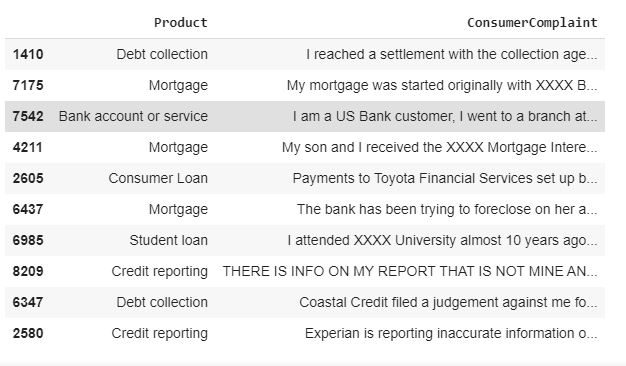 Product ConsumerComplaint
1410 Debt collection I reached a settlement with the collection age...
7175 Mortgage My mortgage was started originally with XXXX B...
7542 Bank account or service I am a US Bank customer, I went to a branch at...
4211 Mortgage My son and I received the XXXX Mortgage Intere...
2605 Consumer Loan Payments to Toyota Financial Services set up b...
6437 Mortgage The bank has been trying to foreclose on her a...
6985 Student loan I attended XXXX University almost 10 years ago...
8209 Credit reporting THERE IS INFO ON MY REPORT THAT IS NOT MINE AN...
6347 Debt collection Coastal Credit filed a judgement against me fo...
2580 Credit reporting Experian is reporting inaccurate information o...